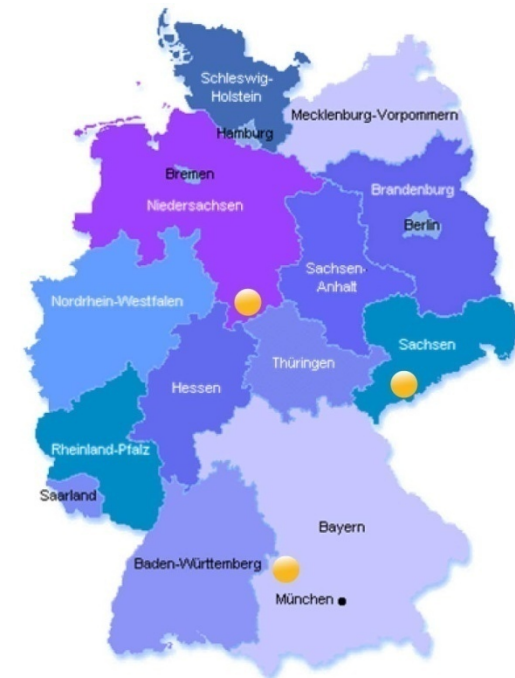 Schleswig-
Holstein
Mecklenburg-Vorpommern
Hamburg
Bremen
Niedersachsen
Brandenburg
Berlin
Sachsen-
Anhalt
Nordrhein-Westfalen
Sachsen
Thüringen
Hessen
Rheinland-Pfalz
Saarland
Bayern
Baden-Württemberg
München